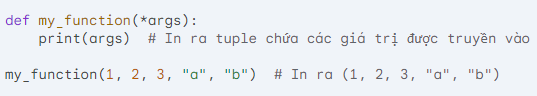 def my_function(*args):
    print(args)  # In ra tuple chứa các giá trị được truyền vào
my_function(1, 2, 3, "a", "b")  # In ra (1, 2, 3, "a", "b")